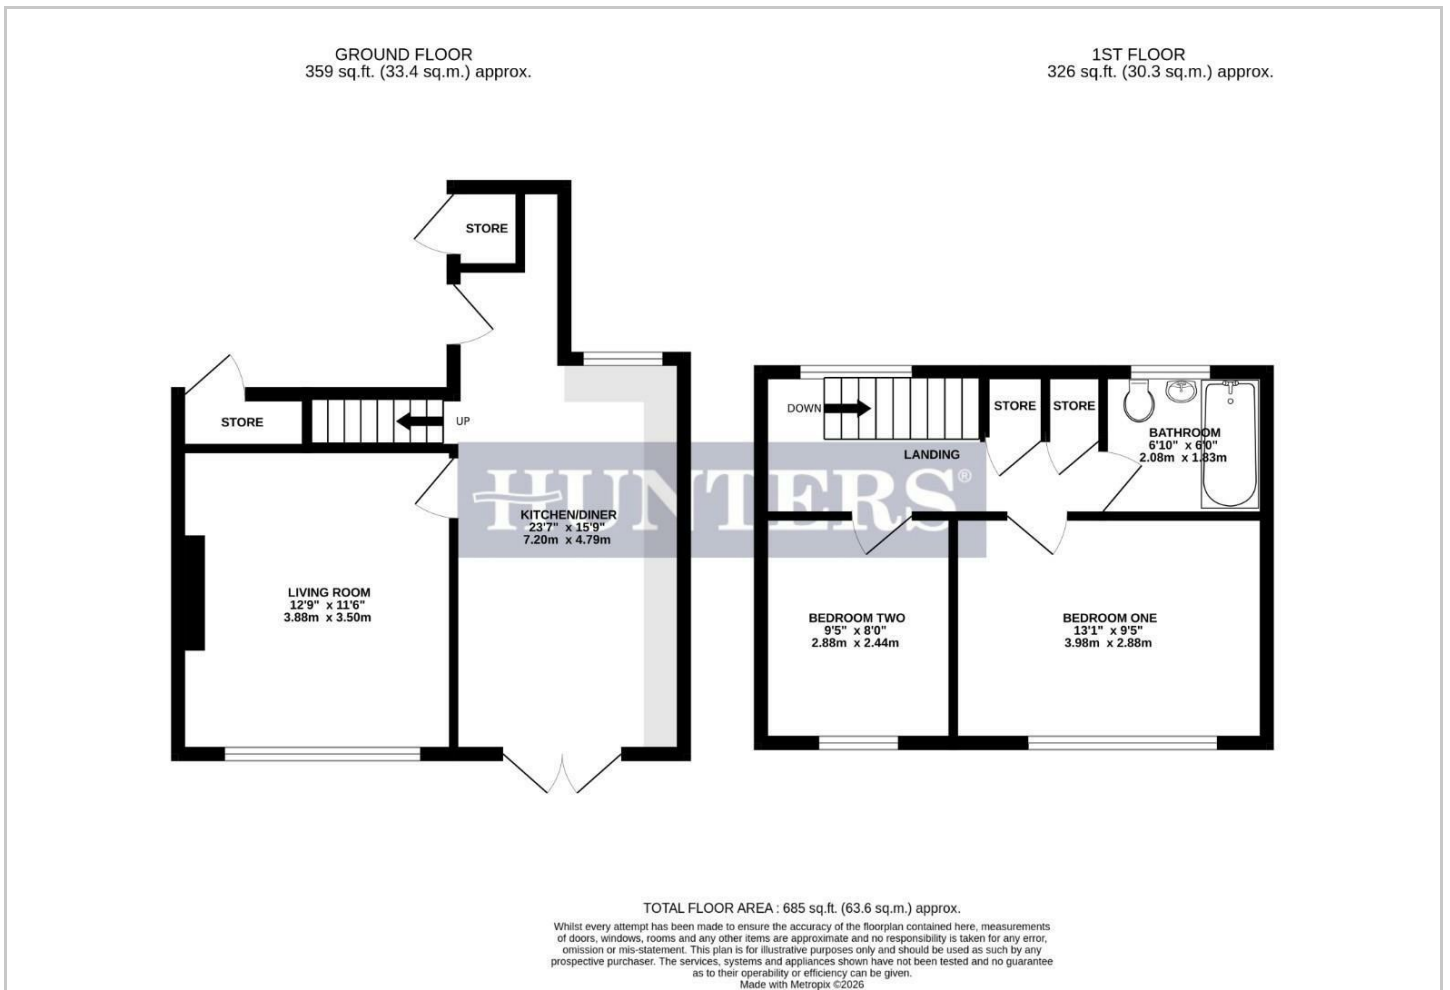 GROUND FLOOR
359 sq.ft. (33.4 sq.m.) approx.
1ST FLOOR
326 sq.ft. (30.3 sq.m.) approx.
STORE
STORE
UP
LIVING ROOM
12'9" x 11'6"
3.88m x 3.50m
KITCHEN/DINER
23'7" x 15'9"
7.20m x 4.79m
HUNTERS®
DOWN
LANDING
STORE
STORE
BATHROOM
6'10" x 6'0"
2.08m x 1.83m
BEDROOM TWO
9'5" x 8'0"
2.88m x 2.44m
BEDROOM ONE
13'1" x 9'5"
3.98m x 2.88m
TOTAL FLOOR AREA : 685 sq.ft. (63.6 sq.m.) approx.
Whilst every attempt has been made to ensure the accuracy of the floorplan contained here, measurements
of doors, windows, rooms and any other items are approximate and no responsibility is taken for any error,
omission or mis-statement. This plan is for illustrative purposes only and should be used as such by any
prospective purchaser. The services, systems and appliances shown have not been tested and no guarantee
as to their operability or efficiency can be given.
Made with Metropix ©2026